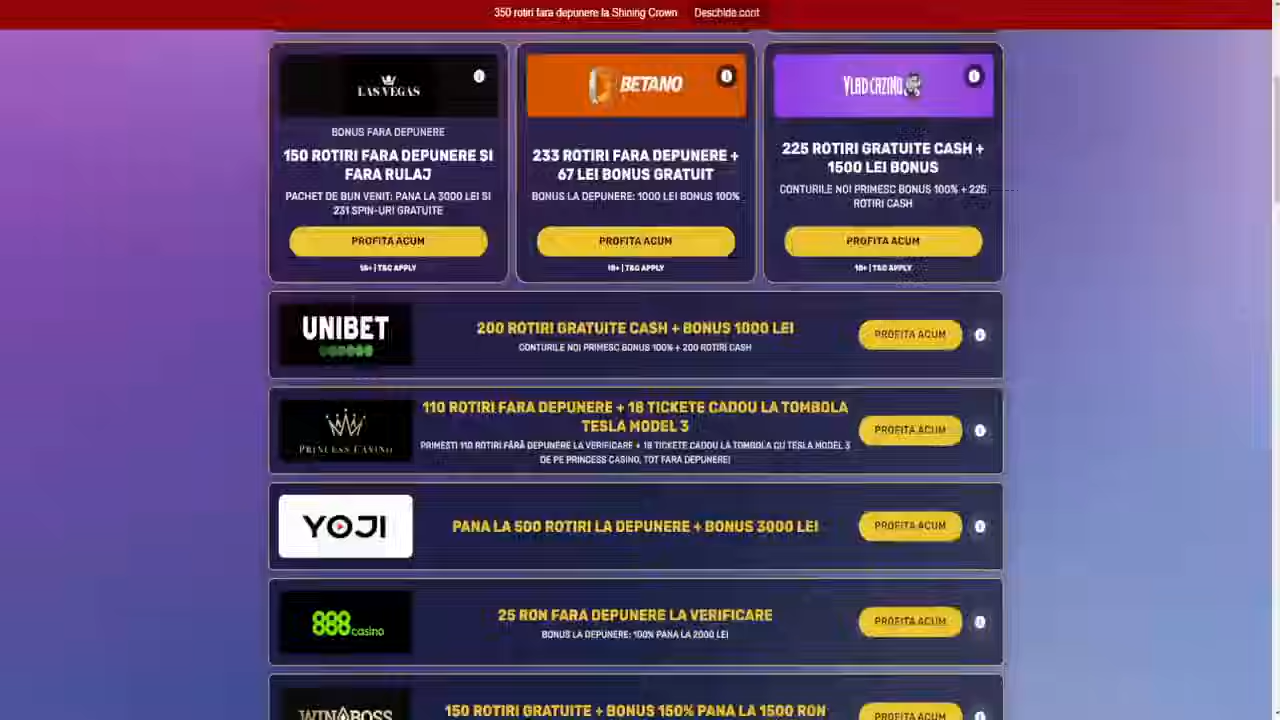 350 rotiri fara depunere la Shining Crown Deschide cont
LAS VEGAS
BONUS FARA DEPUNERE
150 ROTIRI FARA DEPUNERE SI
FARA RULAJ
PACHET DE BUN VENIT: PANA LA 3000 LEI SI
231 SPIN-URI GRATUITE
PROFITA ACUM
18+ | T&C APPLY
BETANO
233 ROTIRI FARA DEPUNERE +
67 LEI BONUS GRATUIT
BONUS LA DEPUNERE: 1000 LEI BONUS 100%
PROFITA ACUM
18+ | T&C APPLY
VLAD CAZINO
225 ROTIRI GRATUITE CASH +
1500 LEI BONUS
CONTURILE NOI PRIMESC BONUS 100% + 225
ROTIRI CASH
PROFITA ACUM
18+ | T&C APPLY
UNIBET
200 ROTIRI GRATUITE CASH + BONUS 1000 LEI
CONTURILE NOI PRIMESC BONUS 100% + 200 ROTIRI CASH
PROFITA ACUM
PRINCESS CASINO
110 ROTIRI FARA DEPUNERE + 18 TICKETE CADOU LA TOMBOLA
TESLA MODEL 3
PRIMESTI 110 ROTIRI FĂRĂ DEPUNERE LA VERIFICARE + 18 TICKETE CADOU LA TOMBOLA CU TESLA MODEL 3
DE PE PRINCESS CASINO, TOT FARA DEPUNERE!
PROFITA ACUM
YOJI
PANA LA 500 ROTIRI LA DEPUNERE + BONUS 3000 LEI
PROFITA ACUM
888casino
25 RON FARA DEPUNERE LA VERIFICARE
BONUS LA DEPUNERE: 100% PANA LA 2000 LEI
PROFITA ACUM
WINBOSS
150 ROTIRI GRATUITE + BONUS 150% PANA LA 1500 RON
PROFITA ACUM